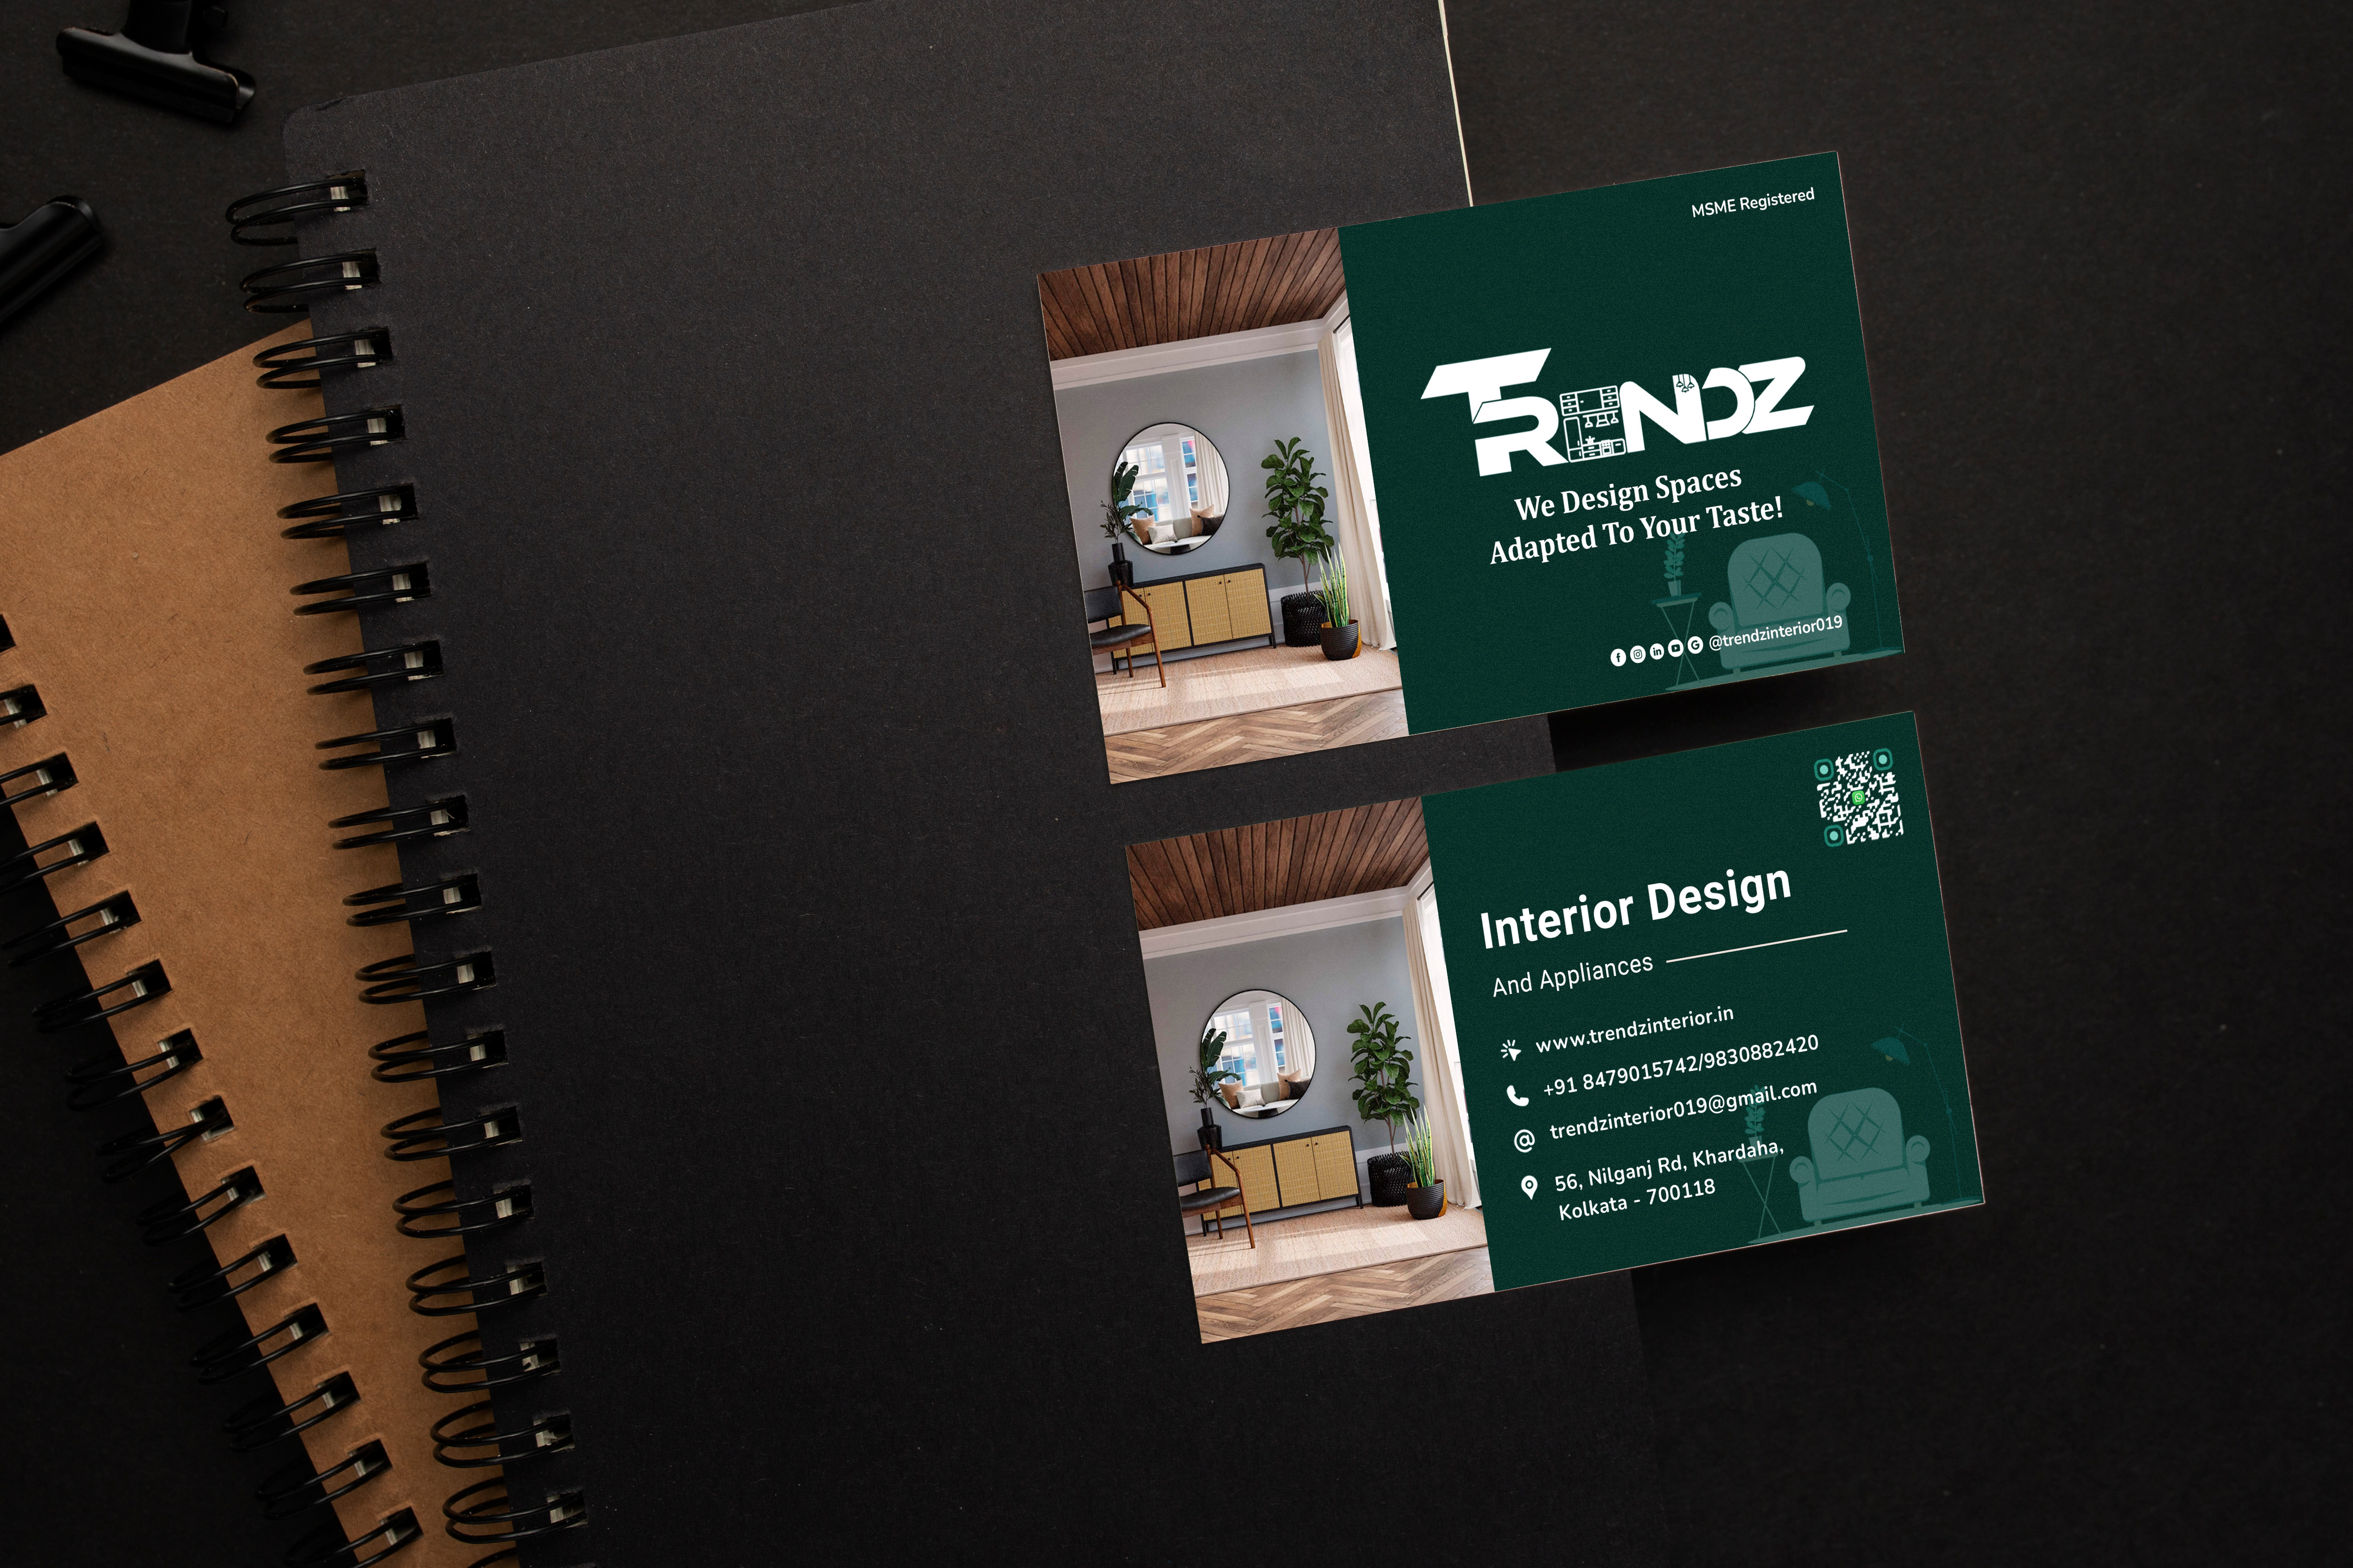 MSME Registered
TRENDZ
We Design Spaces
Adapted To Your Taste!
@trendzinterior019
Interior Design
And Appliances
www.trendzinterior.in
+91 8479015742/9830882420
trendzinterior019@gmail.com
56, Nilganj Rd, Khardaha,
Kolkata - 700118